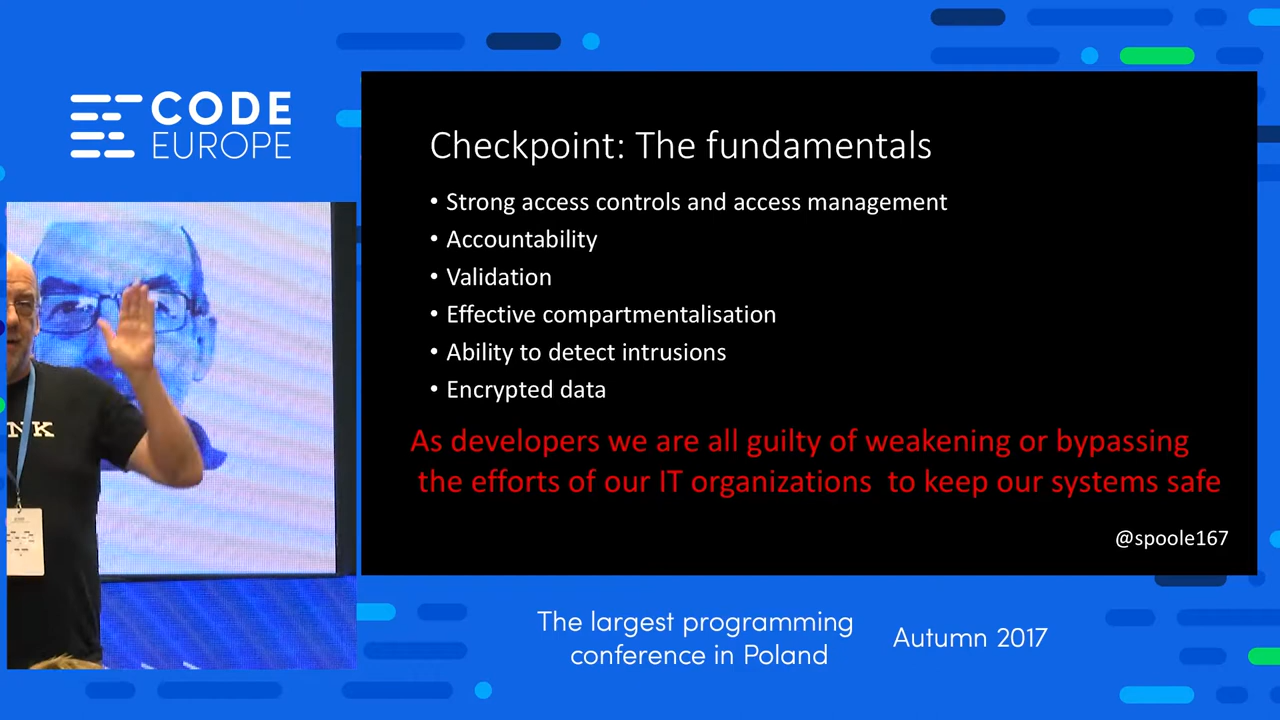 CODE
EUROPE
Checkpoint: The fundamentals
• Strong access controls and access management
• Accountability
• Validation
• Effective compartmentalisation
• Ability to detect intrusions
• Encrypted data
As developers we are all guilty of weakening or bypassing
the efforts of our IT organizations to keep our systems safe
@spoole167
NK
The largest programming
conference in Poland
Autumn 2017